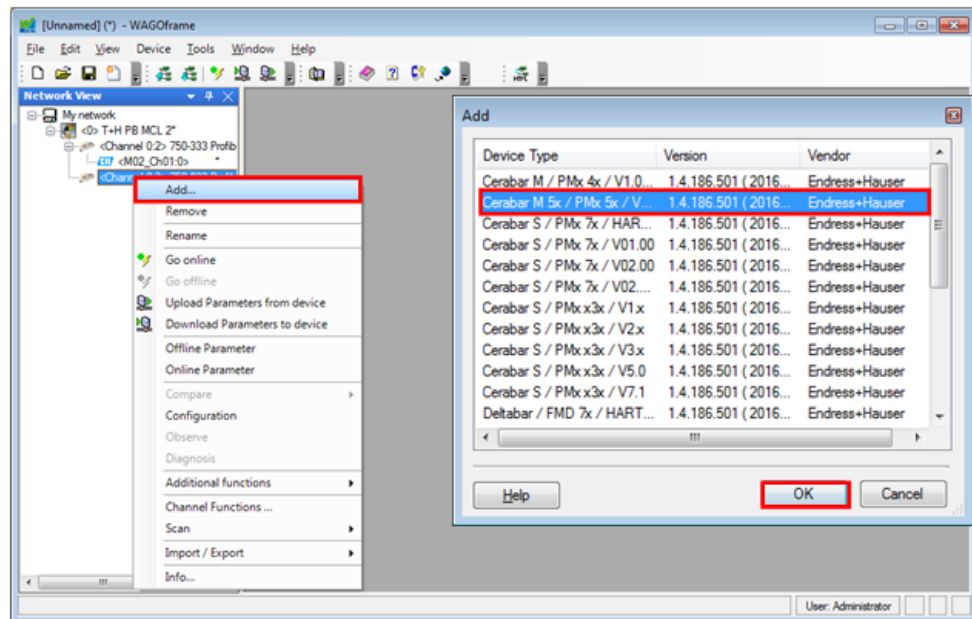 [Unnamed] (*) - WAGOframe
File Edit View Device Tools Window Help
Network View
My network
<0> T+H PB MCL 2*
<Channel 0:2> 750-333 Profib
<M02_Ch01:0> *
Add...
Remove
Rename
Go online
Go offline
Upload Parameters from device
Download Parameters to device
Offline Parameter
Online Parameter
Compare
Configuration
Observe
Diagnosis
Additional functions
Channel Functions ...
Scan
Import / Export
Info...
Add
Device Type Version Vendor
Cerabar M / PMx 4x / V1.0... 1.4.186.501 ( 2016... Endress+Hauser
Cerabar M 5x / PMx 5x / V... 1.4.186.501 ( 2016... Endress+Hauser
Cerabar S / PMx 7x / HAR... 1.4.186.501 ( 2016... Endress+Hauser
Cerabar S / PMx 7x / V01.00 1.4.186.501 ( 2016... Endress+Hauser
Cerabar S / PMx 7x / V02.00 1.4.186.501 ( 2016... Endress+Hauser
Cerabar S / PMx 7x / V02.... 1.4.186.501 ( 2016... Endress+Hauser
Cerabar S / PMx x3x / V1.x 1.4.186.501 ( 2016... Endress+Hauser
Cerabar S / PMx x3x / V2.x 1.4.186.501 ( 2016... Endress+Hauser
Cerabar S / PMx x3x / V3.x 1.4.186.501 ( 2016... Endress+Hauser
Cerabar S / PMx x3x / V5.0 1.4.186.501 ( 2016... Endress+Hauser
Cerabar S / PMx x3x / V7.1 1.4.186.501 ( 2016... Endress+Hauser
Deltabar / FMD 7x / HART... 1.4.186.501 ( 2016... Endress+Hauser
Help OK Cancel
User: Administrator